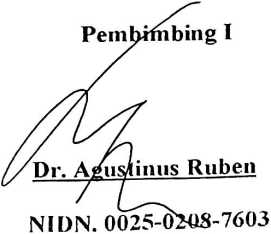 Pembimbing I
Dr. Agustinus Ruben
NIDN. 0025-0208-7603